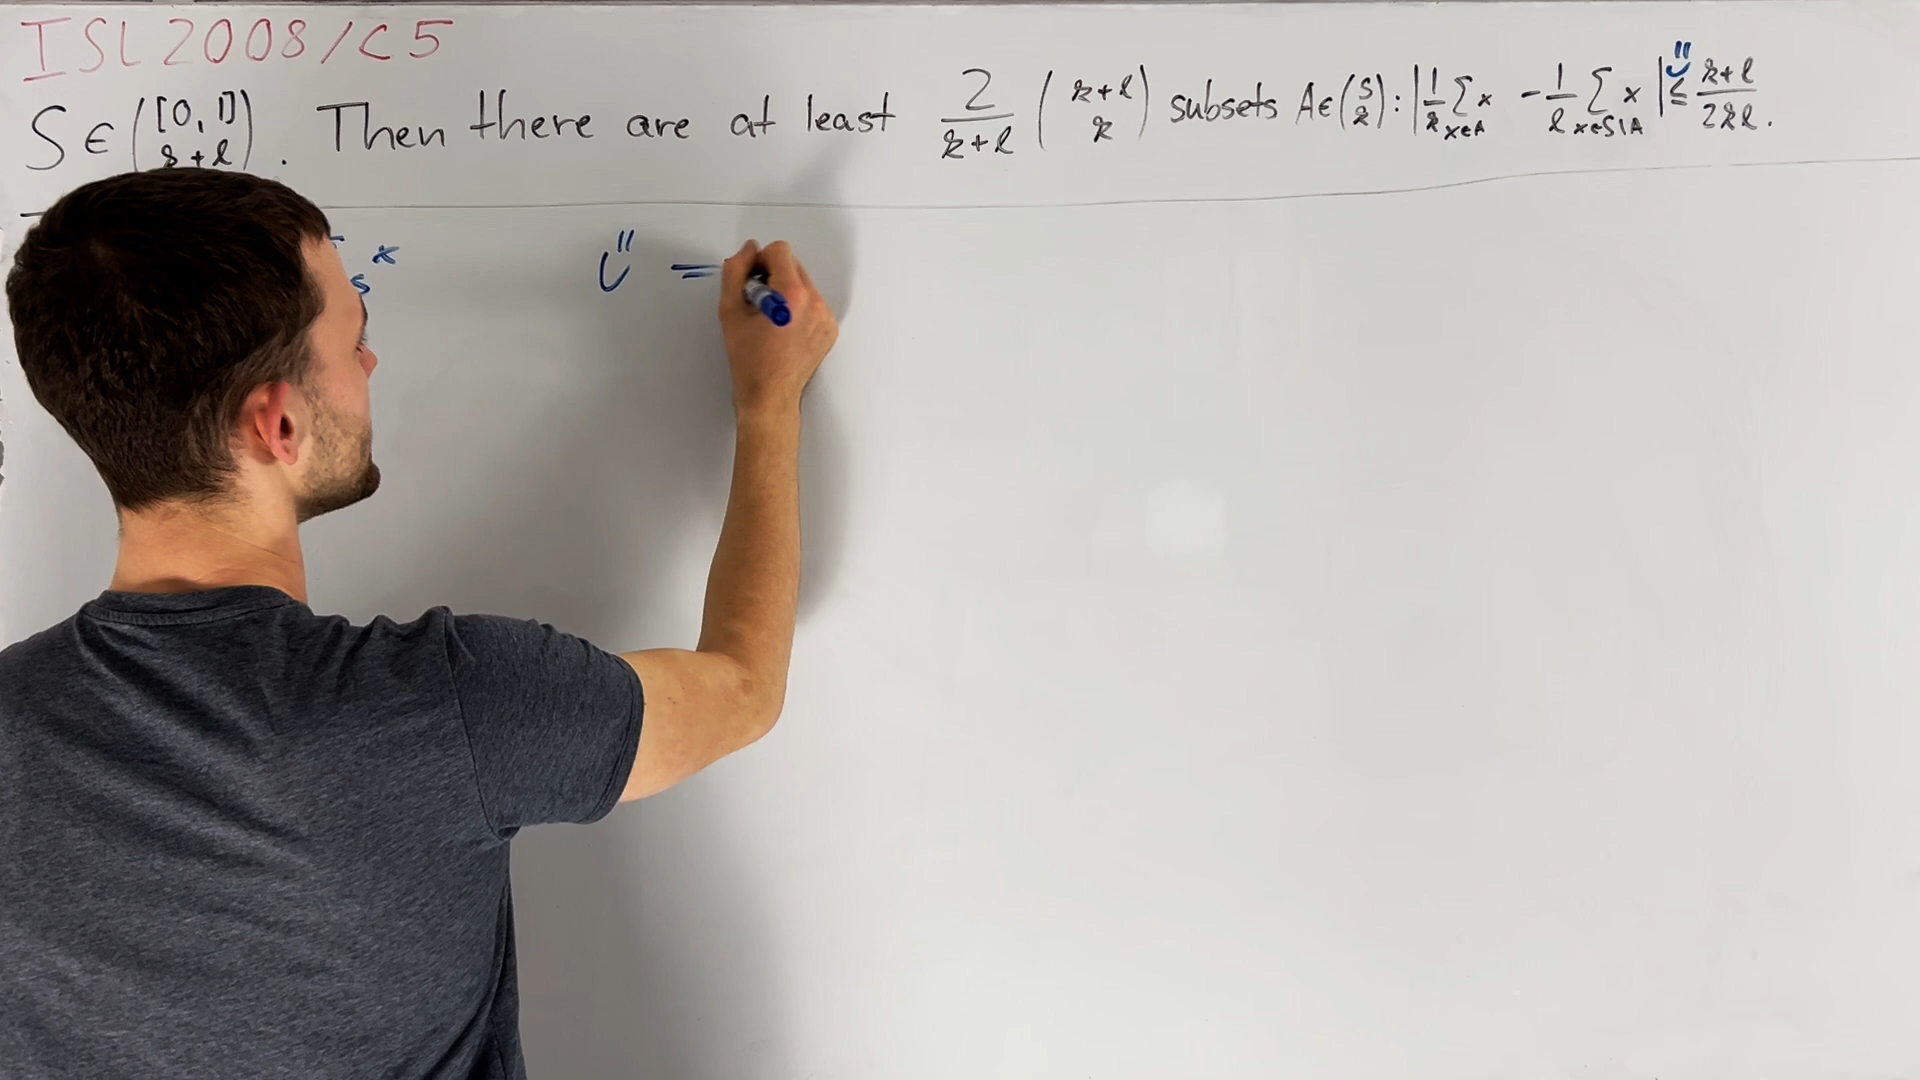 ISL 2008/C5
S ∈ ([0,1] k+l). Then there are at least 2/(k+l) (k+l k) subsets A ∈ (S k): |1/k Σ_{x∈A} x - 1/l Σ_{x∈S\A} x| ≤ (k+l)/(2kl).
s x ü =